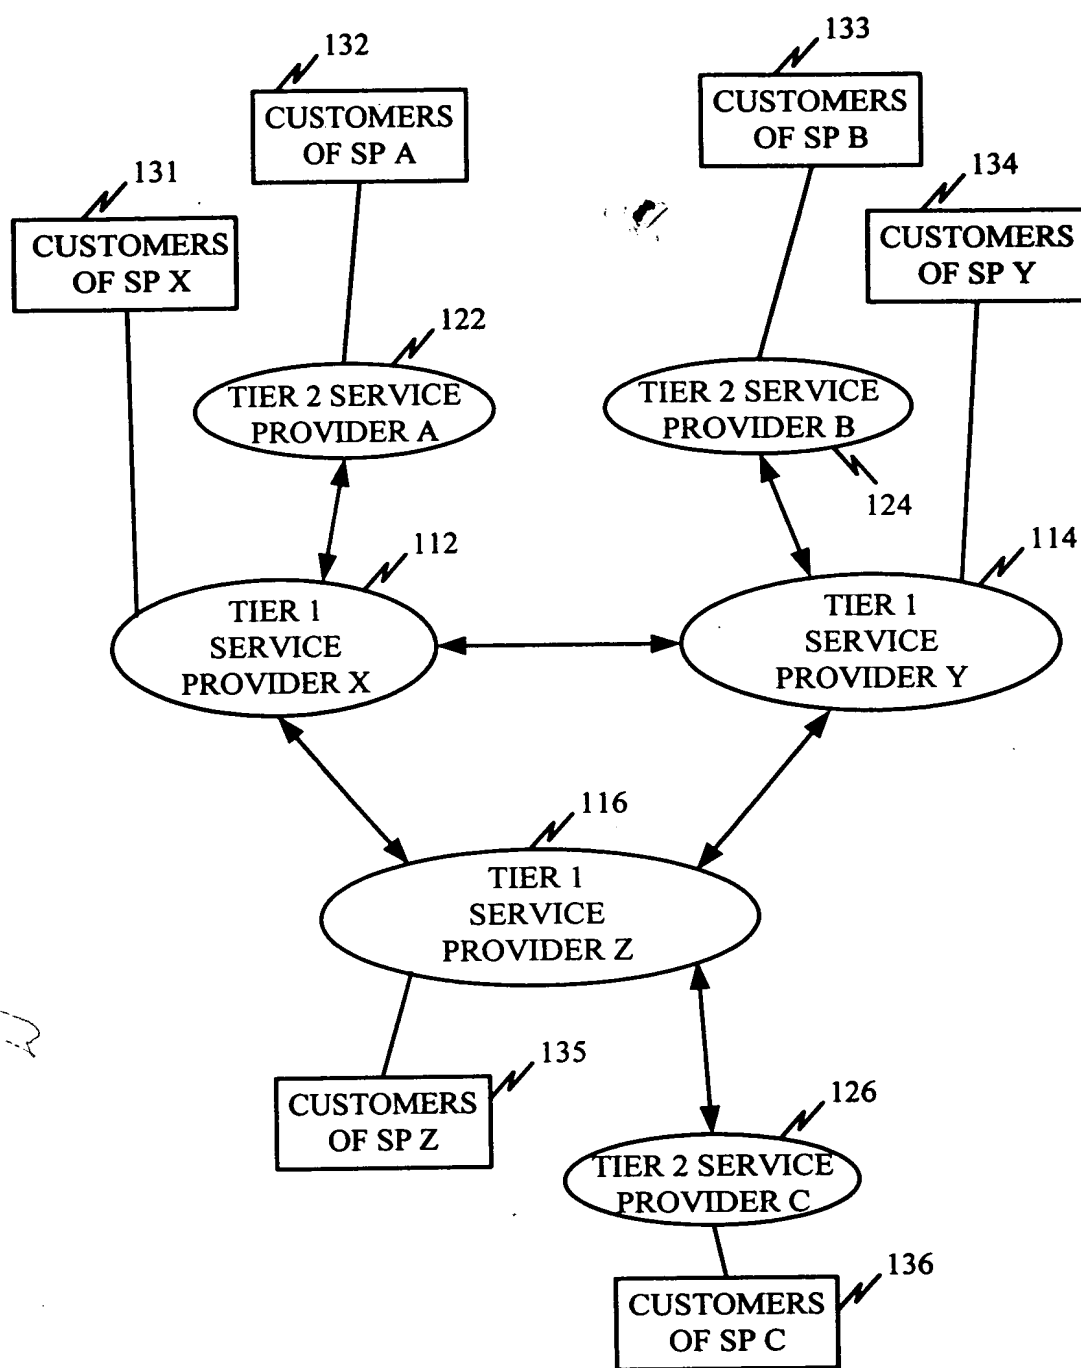 132
CUSTOMERS
OF SP A
133
CUSTOMERS
OF SP B
131
CUSTOMERS
OF SP X
134
CUSTOMERS
OF SP Y
122
TIER 2 SERVICE
PROVIDER A
TIER 2 SERVICE
PROVIDER B
124
112
TIER 1
SERVICE
PROVIDER X
114
TIER 1
SERVICE
PROVIDER Y
116
TIER 1
SERVICE
PROVIDER Z
135
CUSTOMERS
OF SP Z
126
TIER 2 SERVICE
PROVIDER C
136
CUSTOMERS
OF SP C